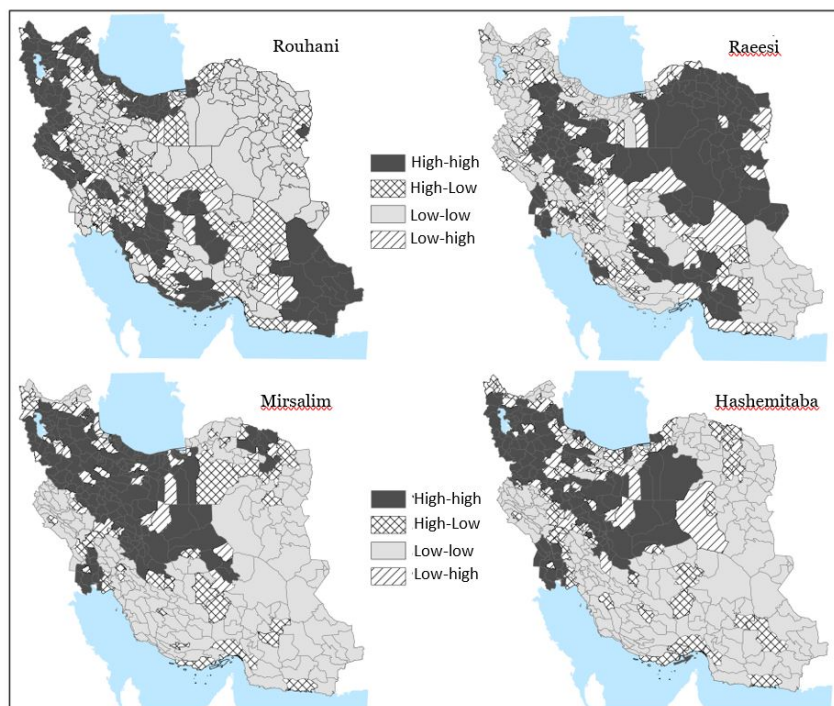 Rouhani
Raeesi
High-high
High-Low
Low-low
Low-high
Mirsalim
Hashemitaba
High-high
High-Low
Low-low
Low-high